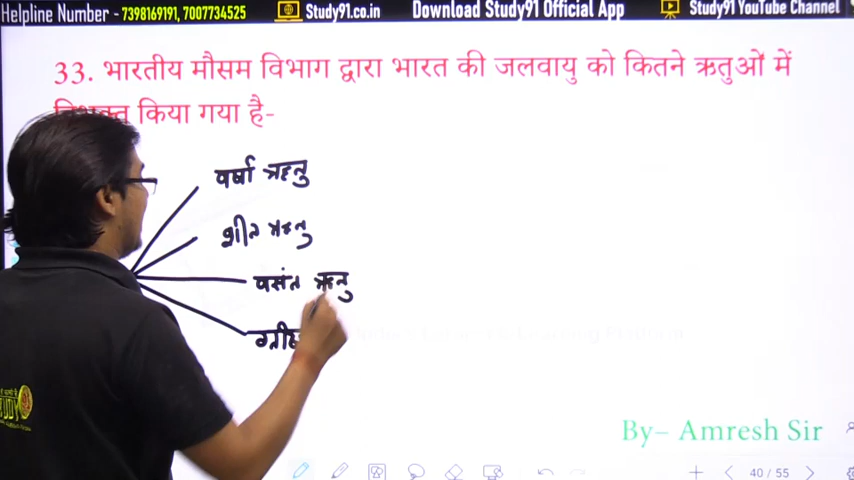 Helpline Number - 7398169191, 7007734525 Study91.co.in Download Study91 Official App Study91 YouTube Channel
33. भारतीय मौसम विभाग द्वारा भारत की जलवायु को कितने ऋतुओं में
विभक्त किया गया है-
वर्षा ऋतु
शीत ऋतु
वसंत ऋतु
By– Amresh Sir
40 / 55